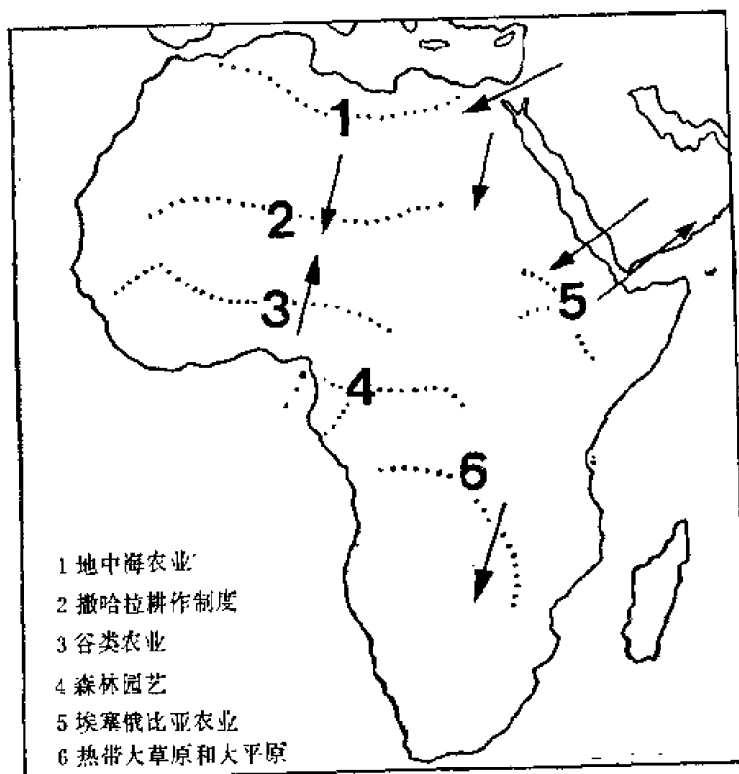 1
2
3
4
5
6
1 地中海农业
2 撒哈拉耕作制度
3 谷类农业
4 森林园艺
5 埃塞俄比亚农业
6 热带大草原和大平原